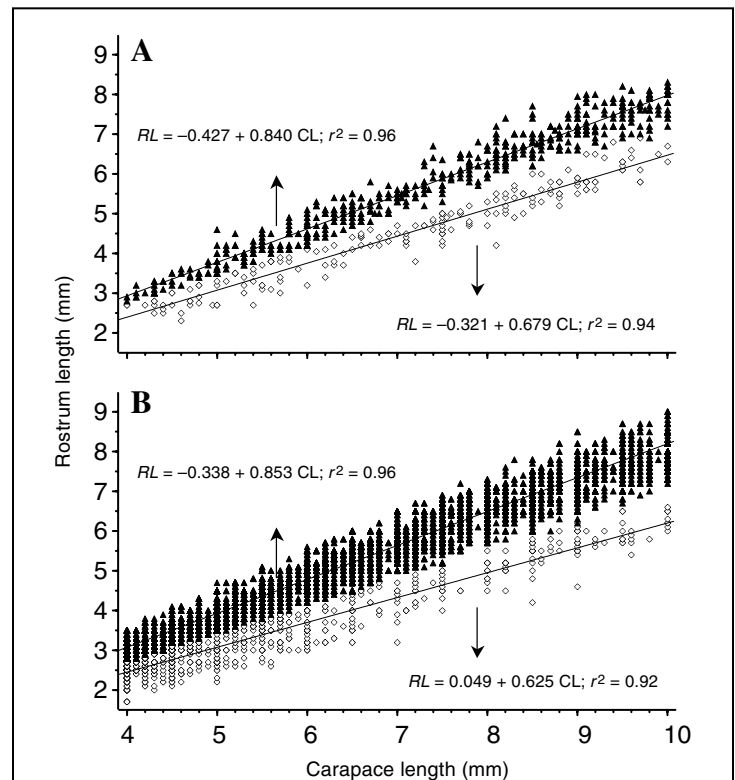 A
9
8
7
6
5
4
3
2
RL = –0.427 + 0.840 CL; r² = 0.96
RL = –0.321 + 0.679 CL; r² = 0.94
Rostrum length (mm)
B
9
8
7
6
5
4
3
2
RL = –0.338 + 0.853 CL; r² = 0.96
RL = 0.049 + 0.625 CL; r² = 0.92
4 5 6 7 8 9 10
Carapace length (mm)